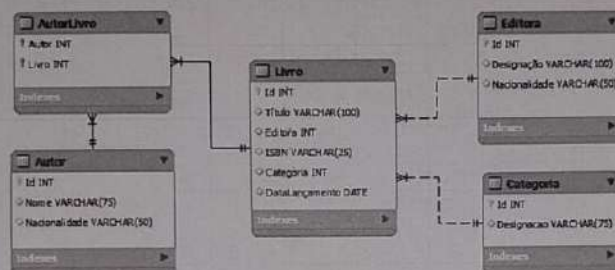 AutorLivro
Autor INT
Livro INT
Indexes
Autor
Id INT
Nome VARCHAR(75)
Nacionalidade VARCHAR(50)
Indexes
Livro
Id INT
Título VARCHAR(100)
Editora INT
ISBN VARCHAR(25)
Categoria INT
DataLançamento DATE
Indexes
Editora
Id INT
Designação VARCHAR(100)
Nacionalidade VARCHAR(50)
Indexes
Categoria
Id INT
Designacao VARCHAR(75)
Indexes